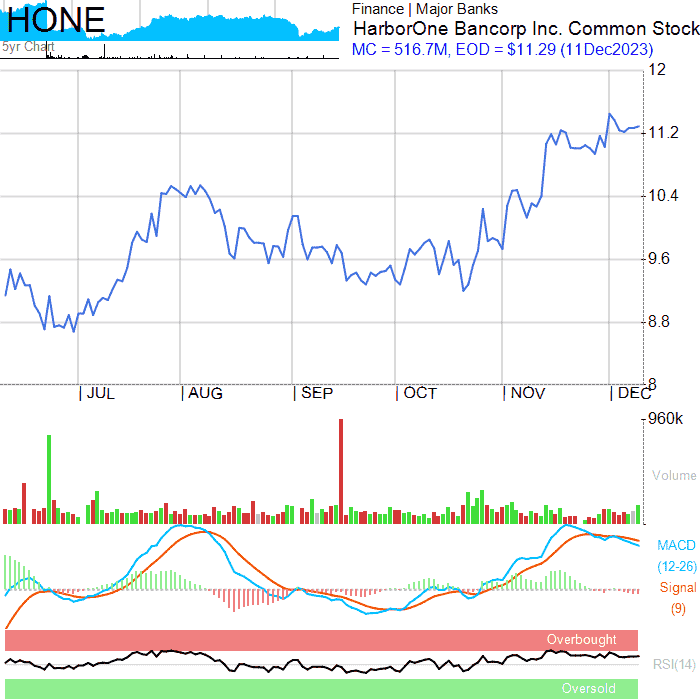 HONE
5yr Chart
Finance | Major Banks
HarborOne Bancorp Inc. Common Stock
MC = 516.7M, EOD = $11.29 (11Dec2023)
12
11.2
10.4
9.6
8.8
8
| JUL | AUG | SEP | OCT | NOV | DEC
960k
Volume
MACD
(12-26)
Signal
(9)
Overbought
RSI(14)
Oversold